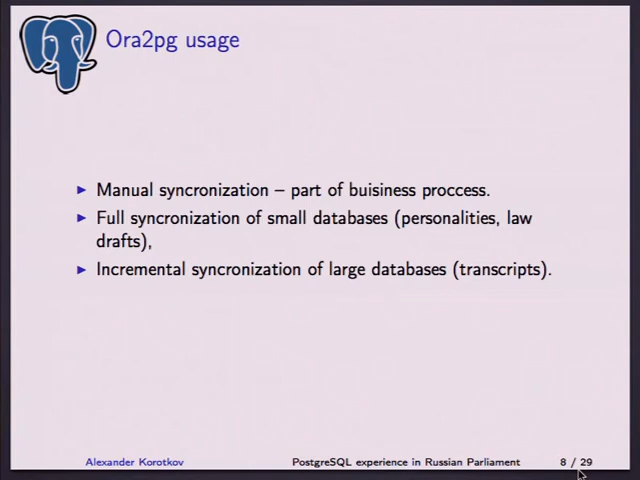 Ora2pg usage
▶ Manual syncronization – part of buisiness proccess.
▶ Full syncronization of small databases (personalities, law
drafts),
▶ Incremental syncronization of large databases (transcripts).
Alexander Korotkov PostgreSQL experience in Russian Parliament 8 / 29